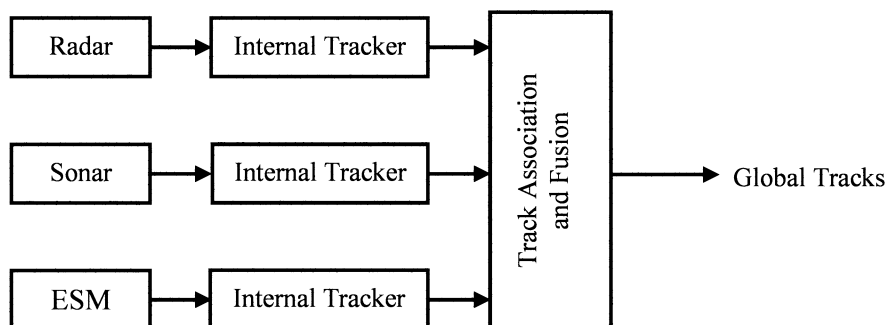 Radar
Internal Tracker
Sonar
Internal Tracker
ESM
Internal Tracker
Track Association
and Fusion
Global Tracks